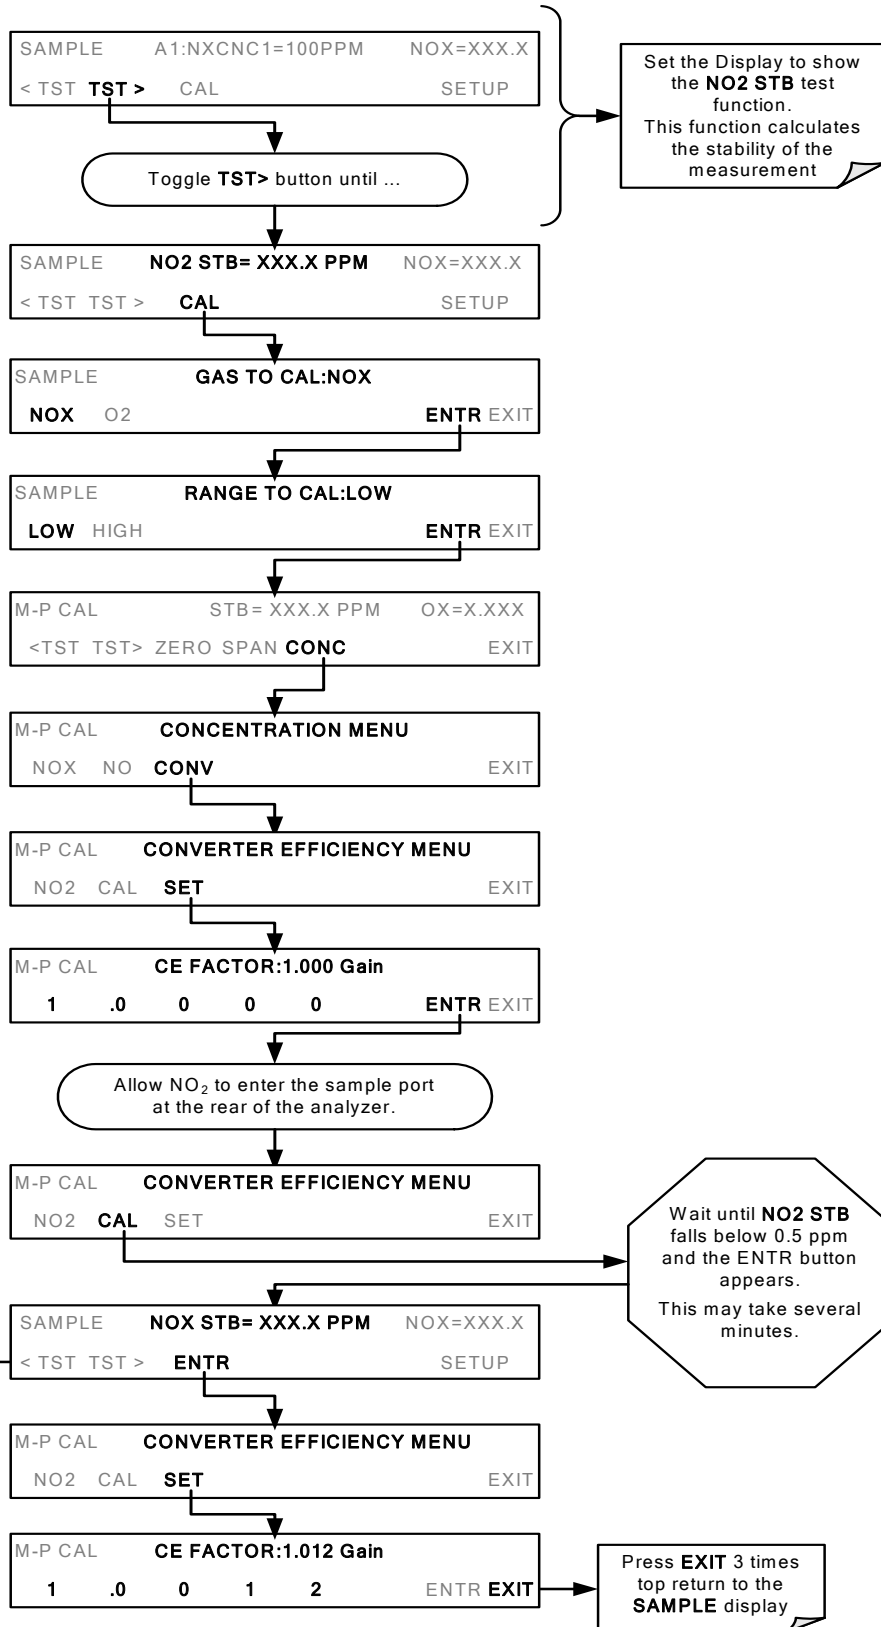 SAMPLE A1:NXCNC1=100PPM NOX=XXX.X
< TST TST > CAL SETUP
Set the Display to show
the NO2 STB test
function.
This function calculates
the stability of the
measurement
Toggle TST> button until ...
SAMPLE NO2 STB= XXX.X PPM NOX=XXX.X
< TST TST > CAL SETUP
SAMPLE GAS TO CAL:NOX
NOX O2 ENTR EXIT
SAMPLE RANGE TO CAL:LOW
LOW HIGH ENTR EXIT
M-P CAL STB= XXX.X PPM OX=X.XXX
<TST TST> ZERO SPAN CONC EXIT
M-P CAL CONCENTRATION MENU
NOX NO CONV EXIT
M-P CAL CONVERTER EFFICIENCY MENU
NO2 CAL SET EXIT
M-P CAL CE FACTOR:1.000 Gain
1 .0 0 0 0 ENTR EXIT
Allow NO₂ to enter the sample port
at the rear of the analyzer.
M-P CAL CONVERTER EFFICIENCY MENU
NO2 CAL SET EXIT
Wait until NO2 STB
falls below 0.5 ppm
and the ENTR button
appears.
This may take several
minutes.
SAMPLE NOX STB= XXX.X PPM NOX=XXX.X
< TST TST > ENTR SETUP
M-P CAL CONVERTER EFFICIENCY MENU
NO2 CAL SET EXIT
M-P CAL CE FACTOR:1.012 Gain
1 .0 0 1 2 ENTR EXIT
Press EXIT 3 times
top return to the
SAMPLE display